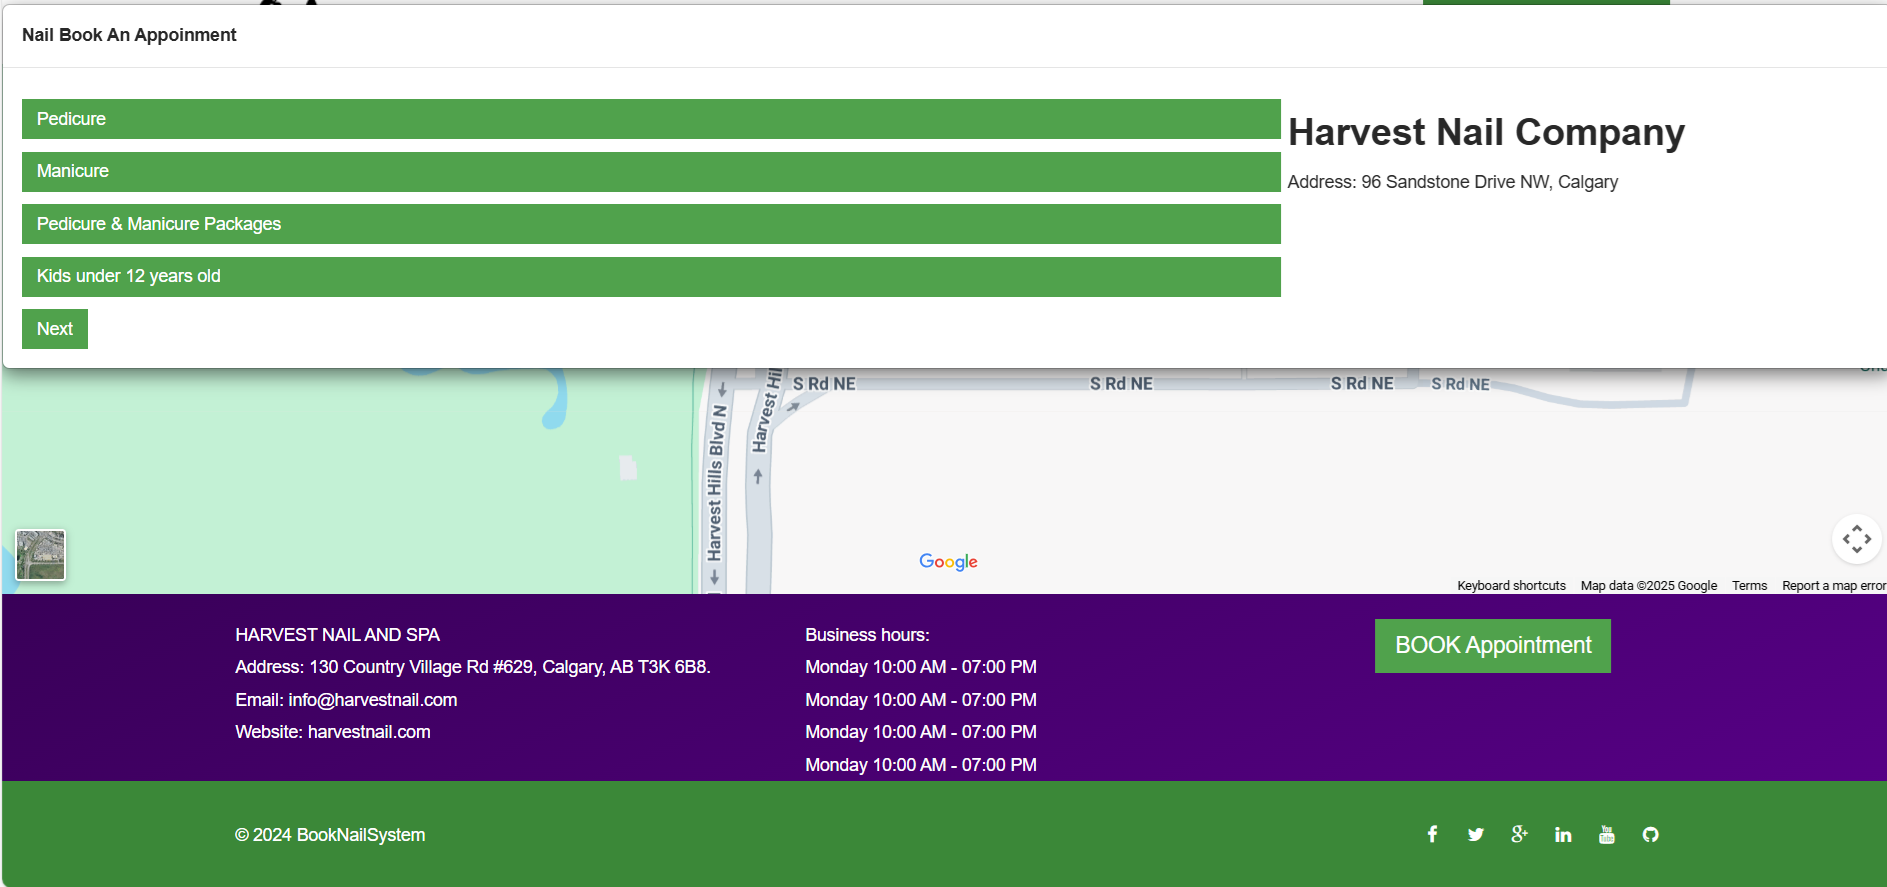 Nail Book An Appoinment
Pedicure
Manicure
Pedicure & Manicure Packages
Kids under 12 years old
Next
Harvest Nail Company
Address: 96 Sandstone Drive NW, Calgary
S Rd NE
S Rd NE
S Rd NE
S Rd NE
Harvest Hills Blvd N
Harvest Hil
Google
Keyboard shortcuts
Map data ©2025 Google
Terms
Report a map error
HARVEST NAIL AND SPA
Address: 130 Country Village Rd #629, Calgary, AB T3K 6B8.
Email: info@harvestnail.com
Website: harvestnail.com
Business hours:
Monday 10:00 AM - 07:00 PM
Monday 10:00 AM - 07:00 PM
Monday 10:00 AM - 07:00 PM
Monday 10:00 AM - 07:00 PM
BOOK Appointment
© 2024 BookNailSystem